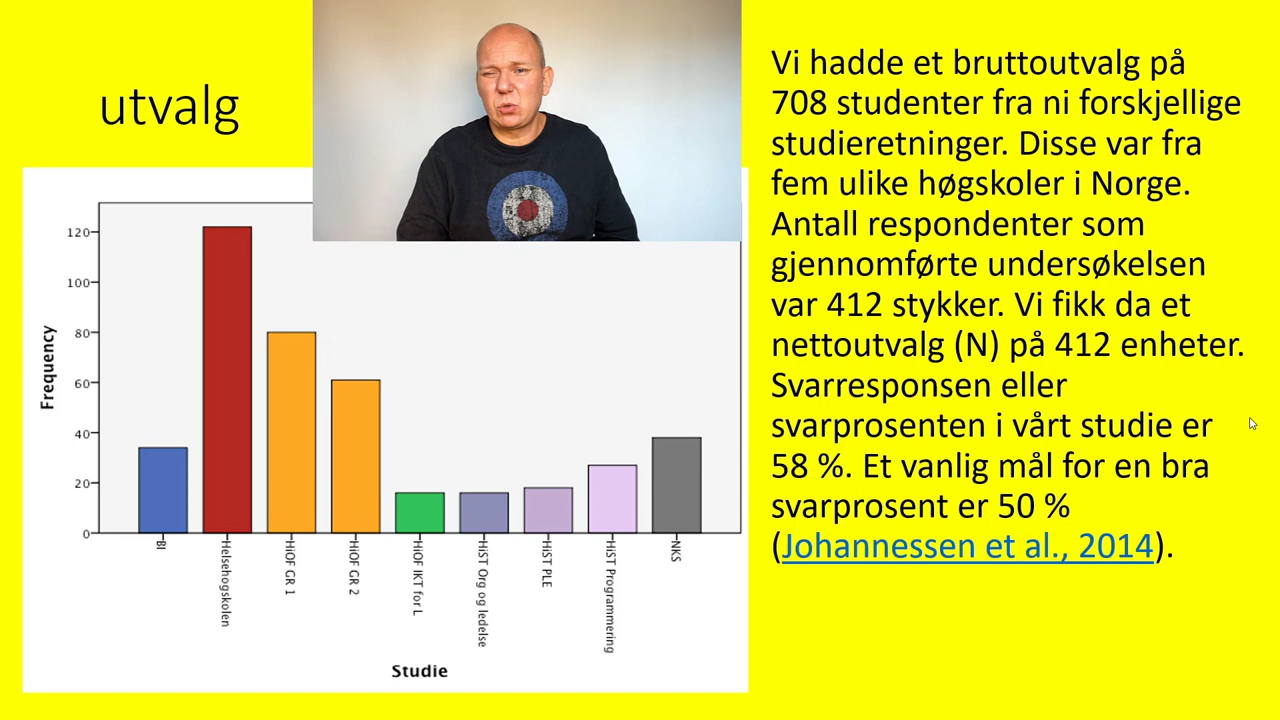 utvalg
120
100
80
60
40
20
0
Frequency
BI
Helsehogskolen
HiOF GR 1
HiOF GR 2
HiOF IKT for L
HiST Org og ledelse
HiST PLE
HiST Programmering
NKS
Studie
Vi hadde et bruttoutvalg på
708 studenter fra ni forskjellige
studieretninger. Disse var fra
fem ulike høgskoler i Norge.
Antall respondenter som
gjennomførte undersøkelsen
var 412 stykker. Vi fikk da et
nettoutvalg (N) på 412 enheter.
Svarresponsen eller
svarprosenten i vårt studie er
58 %. Et vanlig mål for en bra
svarprosent er 50 %
(Johannessen et al., 2014).